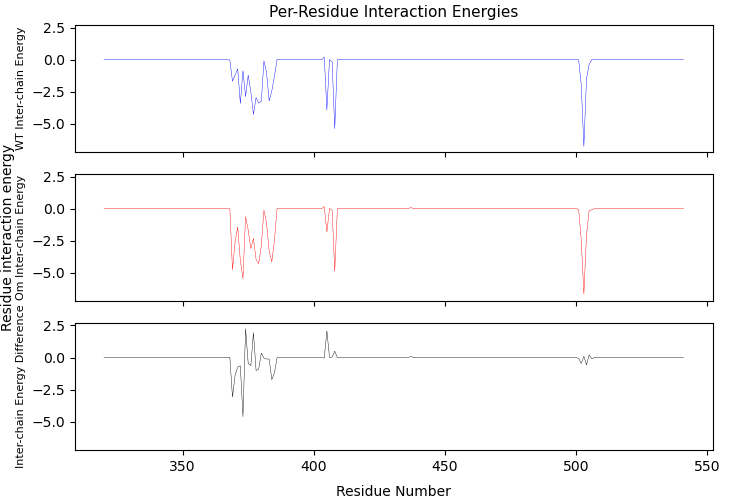 Per-Residue Interaction Energies
Residue interaction energy
WT Inter-chain Energy
2.5
0.0
−2.5
−5.0
Om Inter-chain Energy
2.5
0.0
−2.5
−5.0
Inter-chain Energy Difference
2.5
0.0
−2.5
−5.0
350
400
450
500
550
Residue Number